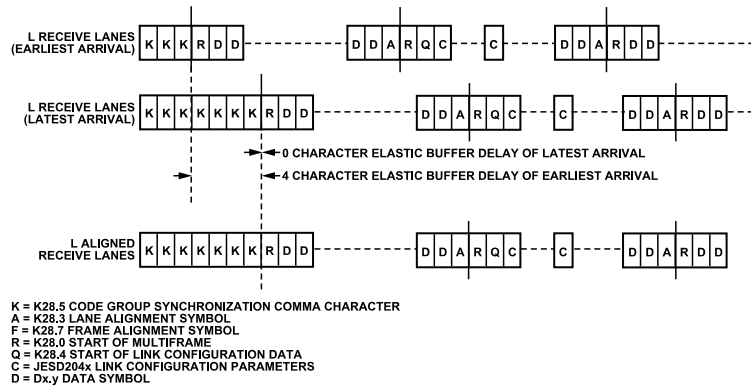 L RECEIVE LANES
(EARLIEST ARRIVAL)
K K K R D D
D D A R Q C
C
D D A R D D
L RECEIVE LANES
(LATEST ARRIVAL)
K K K K K K K R D D
D D A R Q C
C
D D A R D D
0 CHARACTER ELASTIC BUFFER DELAY OF LATEST ARRIVAL
4 CHARACTER ELASTIC BUFFER DELAY OF EARLIEST ARRIVAL
L ALIGNED
RECEIVE LANES
K K K K K K K R D D
D D A R Q C
C
D D A R D D
K = K28.5 CODE GROUP SYNCHRONIZATION COMMA CHARACTER
A = K28.3 LANE ALIGNMENT SYMBOL
F = K28.7 FRAME ALIGNMENT SYMBOL
R = K28.0 START OF MULTIFRAME
Q = K28.4 START OF LINK CONFIGURATION DATA
C = JESD204x LINK CONFIGURATION PARAMETERS
D = Dx.y DATA SYMBOL